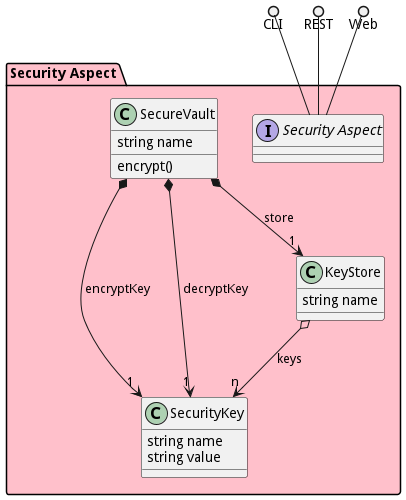 CLI
REST
Web
Security Aspect
C SecureVault
string name
encrypt()
I Security Aspect
store
1
encryptKey
decryptKey
C KeyStore
string name
keys
1
1
n
C SecurityKey
string name
string value